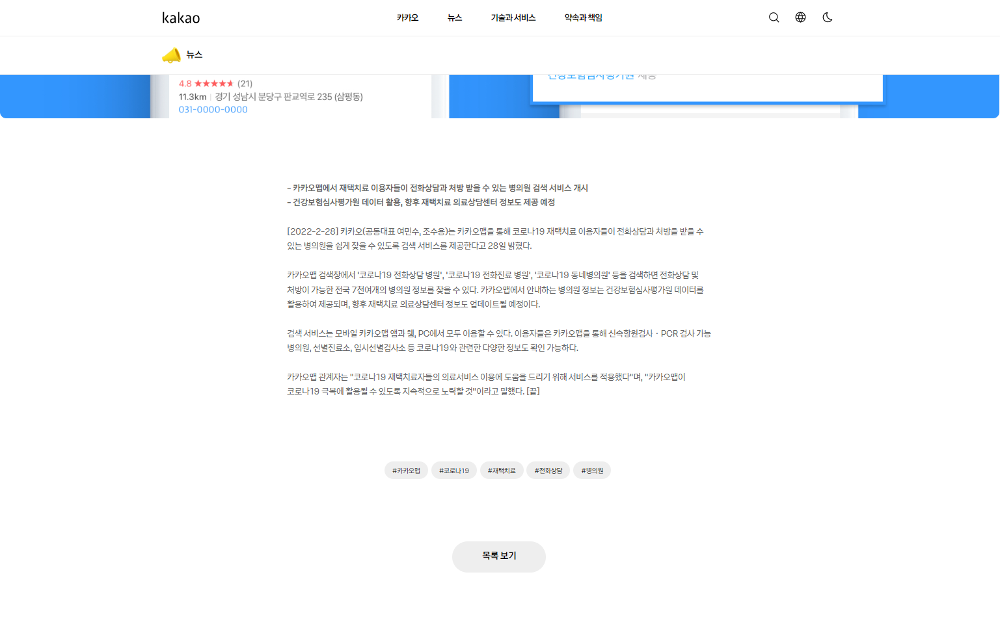 kakao
카카오
뉴스
기술과 서비스
약속과 책임
뉴스
4.8 ★★★★★ (21)
11.3km | 경기 성남시 분당구 판교역로 235 (삼평동)
031-0000-0000
건강보험심사평가원 제공
- 카카오맵에서 재택치료 이용자들이 전화상담과 처방 받을 수 있는 병의원 검색 서비스 개시
- 건강보험심사평가원 데이터 활용, 향후 재택치료 의료상담센터 정보도 제공 예정
[2022-2-28] 카카오(공동대표 여민수, 조수용)는 카카오맵을 통해 코로나19 재택치료 이용자들이 전화상담과 처방을 받을 수
있는 병의원을 쉽게 찾을 수 있도록 검색 서비스를 제공한다고 28일 밝혔다.
카카오맵 검색창에서 '코로나19 전화상담 병원', '코로나19 전화진료 병원', '코로나19 동네병의원' 등을 검색하면 전화상담 및
처방이 가능한 전국 7천여개의 병의원 정보를 찾을 수 있다. 카카오맵에서 안내하는 병의원 정보는 건강보험심사평가원 데이터를
활용하여 제공되며, 향후 재택치료 의료상담센터 정보도 업데이트될 예정이다.
검색 서비스는 모바일 카카오맵 앱과 웹, PC에서 모두 이용할 수 있다. 이용자들은 카카오맵을 통해 신속항원검사・PCR 검사 가능
병의원, 선별진료소, 임시선별검사소 등 코로나19와 관련한 다양한 정보도 확인 가능하다.
카카오맵 관계자는 "코로나19 재택치료자들의 의료서비스 이용에 도움을 드리기 위해 서비스를 적용했다"며, "카카오맵이
코로나19 극복에 활용될 수 있도록 지속적으로 노력할 것"이라고 말했다. [끝]
#카카오맵
#코로나19
#재택치료
#전화상담
#병의원
목록 보기